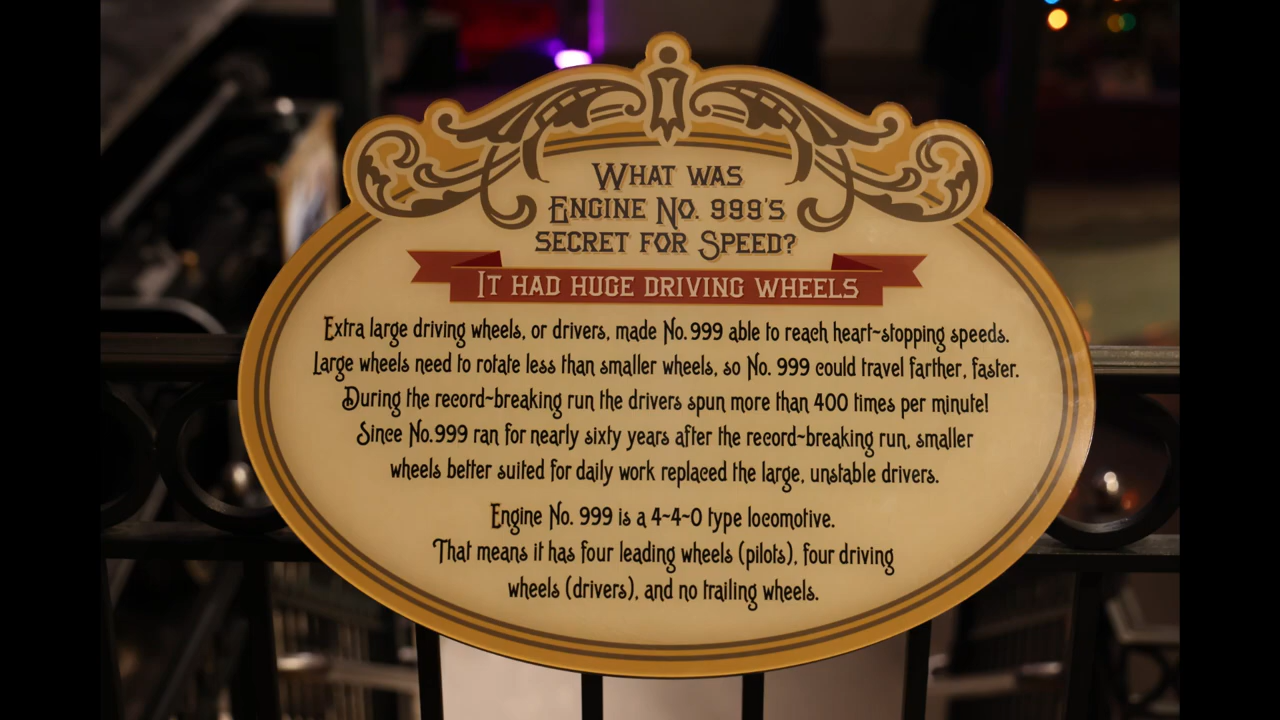 What was
Engine No. 999's
secret for Speed?
It had huge driving wheels
Extra large driving wheels, or drivers, made No. 999 able to reach heart-stopping speeds.
Large wheels need to rotate less than smaller wheels, so No. 999 could travel farther, faster.
During the record-breaking run the drivers spun more than 400 times per minute!
Since No. 999 ran for nearly sixty years after the record-breaking run, smaller
wheels better suited for daily work replaced the large, unstable drivers.
Engine No. 999 is a 4-4-0 type locomotive.
That means it has four leading wheels (pilots), four driving
wheels (drivers), and no trailing wheels.